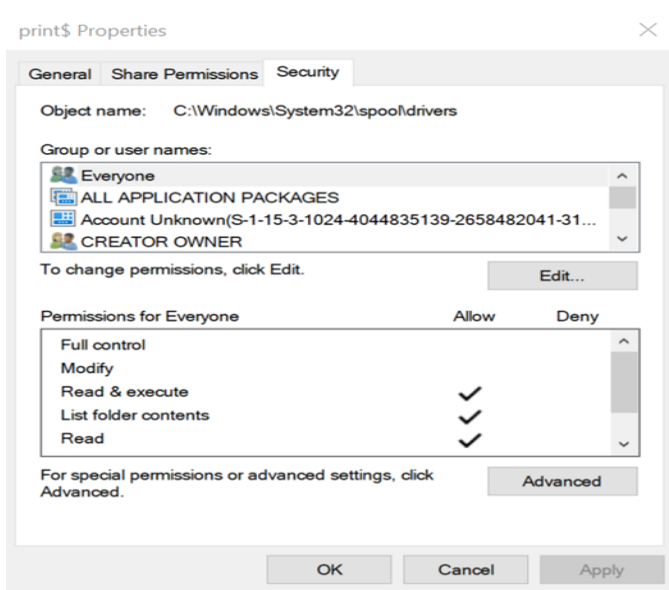 print$ Properties
General Share Permissions Security
Object name: C:\Windows\System32\spool\drivers
Group or user names:
Everyone
ALL APPLICATION PACKAGES
Account Unknown(S-1-15-3-1024-4044835139-2658482041-31...
CREATOR OWNER
To change permissions, click Edit.
Edit...
Permissions for Everyone Allow Deny
Full control
Modify
Read & execute
List folder contents
Read
For special permissions or advanced settings, click
Advanced.
Advanced
OK Cancel Apply